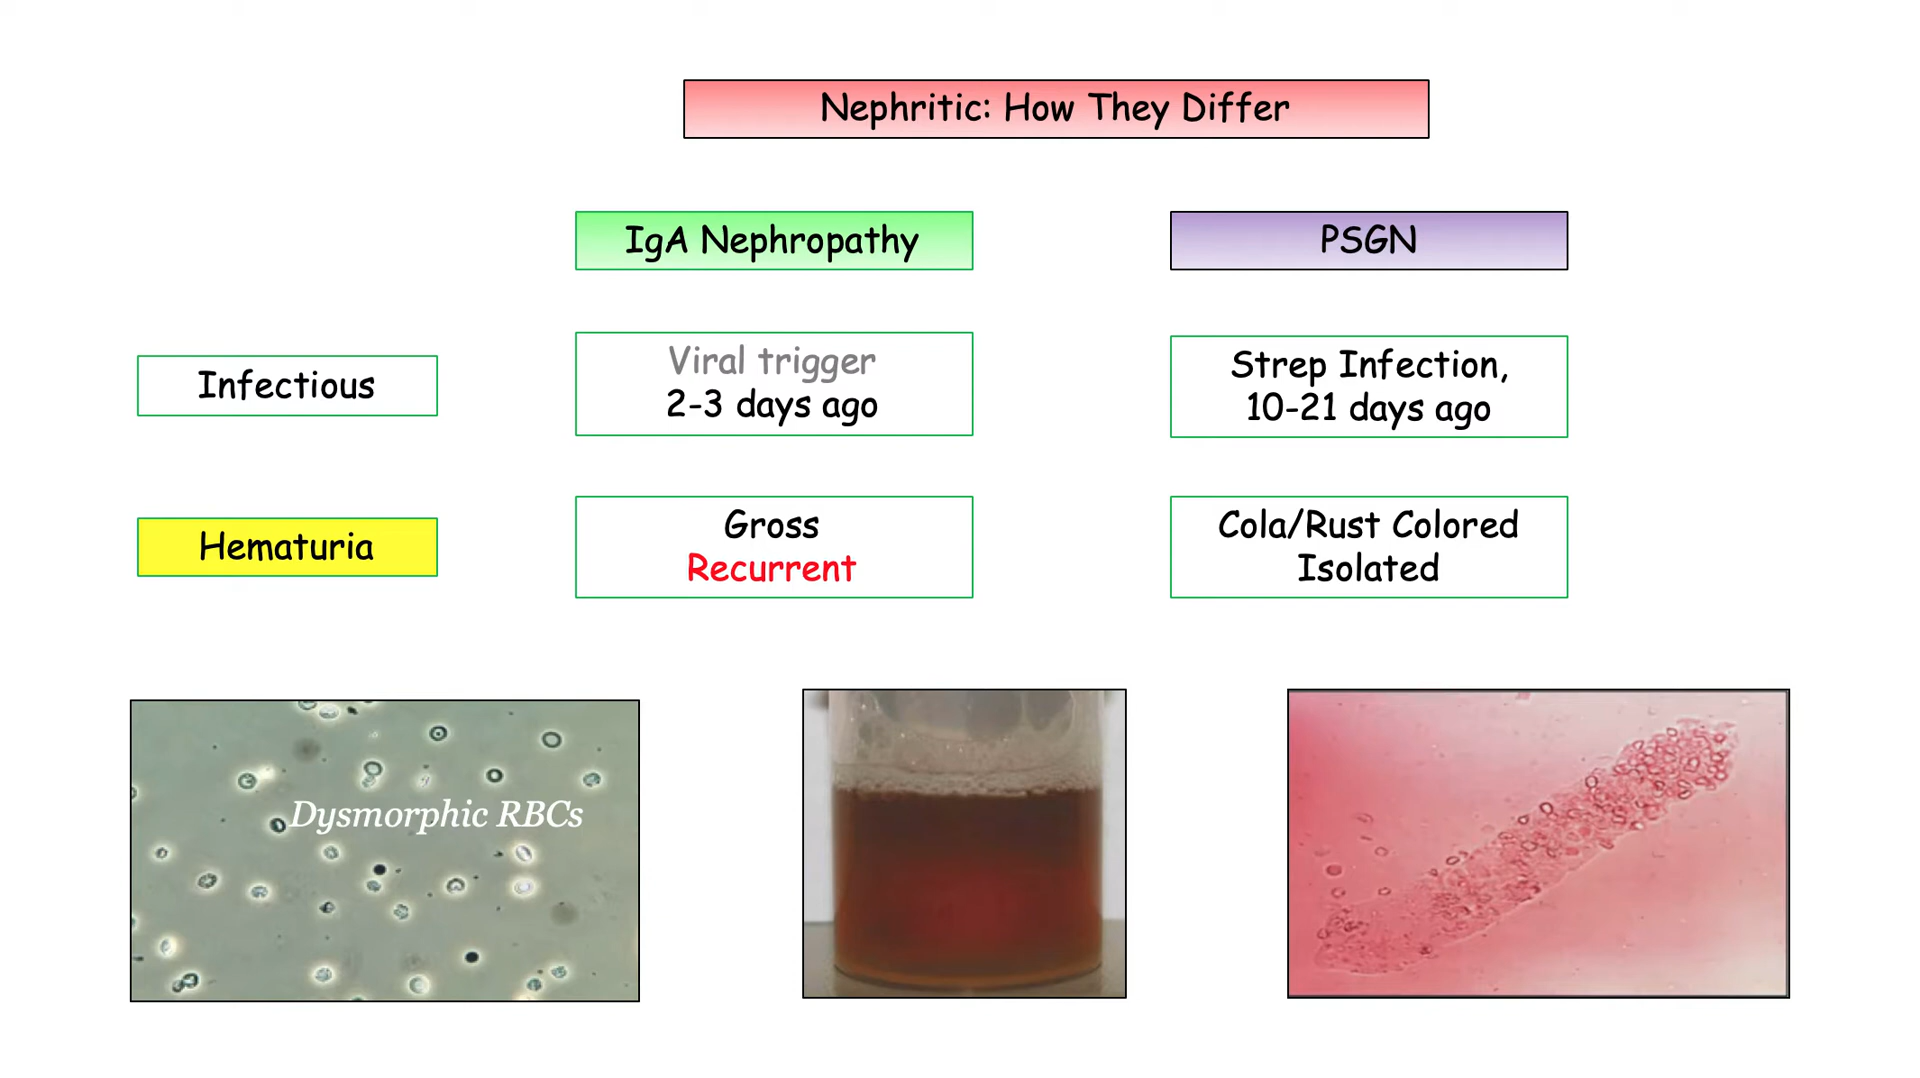 Nephritic: How They Differ
IgA Nephropathy
PSGN
Infectious
Viral trigger
2-3 days ago
Strep Infection,
10-21 days ago
Hematuria
Gross
Recurrent
Cola/Rust Colored
Isolated
Dysmorphic RBCs